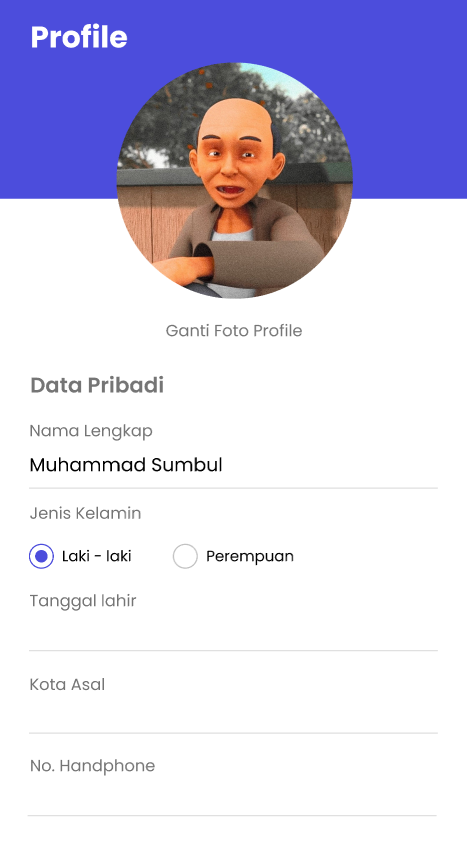 Profile
Ganti Foto Profile
Data Pribadi
Nama Lengkap
Muhammad Sumbul
Jenis Kelamin
Laki - laki Perempuan
Tanggal lahir
Kota Asal
No. Handphone